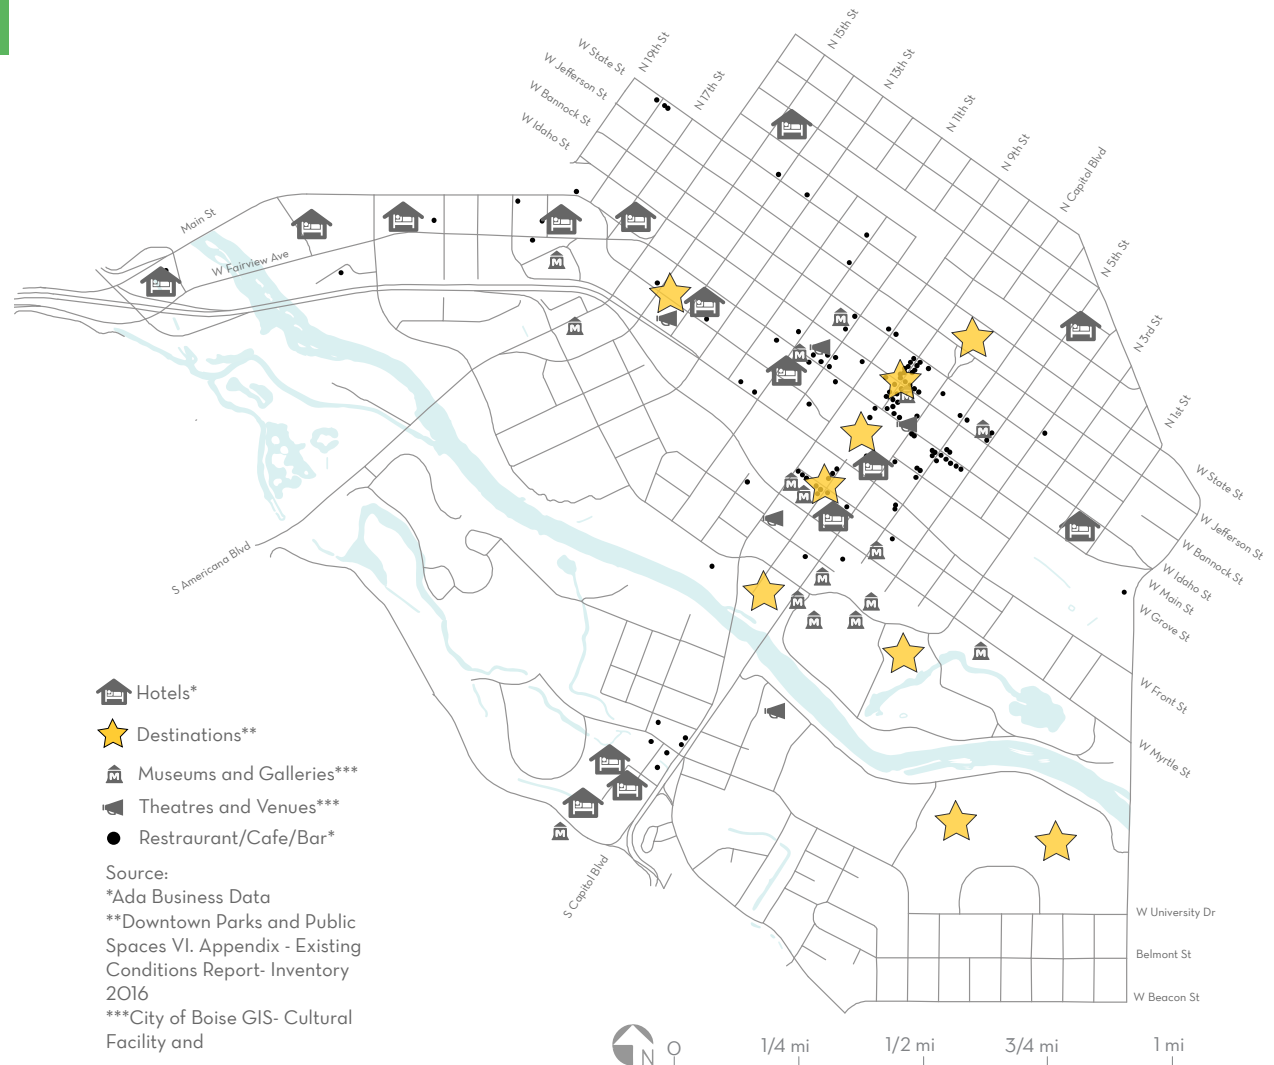 N 15th St
N 19th St
W State St
N 13th St
W Jefferson St
N 17th St
W Bannock St
N 11th St
W Idaho St
N 9th St
N Capitol Blvd
Main St
W Fairview Ave
N 5th St
N 3rd St
N 1st St
W State St
W Jefferson St
W Bannock St
W Idaho St
W Main St
W Grove St
S Americana Blvd
W Front St
W Myrtle St
S Capitol Blvd
W University Dr
Belmont St
W Beacon St
Hotels*
Destinations**
M Museums and Galleries***
Theatres and Venues***
Restraurant/Cafe/Bar*
Source:
*Ada Business Data
**Downtown Parks and Public
Spaces VI. Appendix - Existing
Conditions Report- Inventory
2016
***City of Boise GIS- Cultural
Facility and
N 0 1/4 mi 1/2 mi 3/4 mi 1 mi